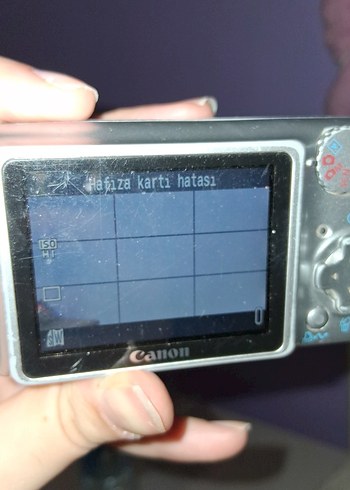 Hafıza kartı hatası
ISO
HI
0
Canon